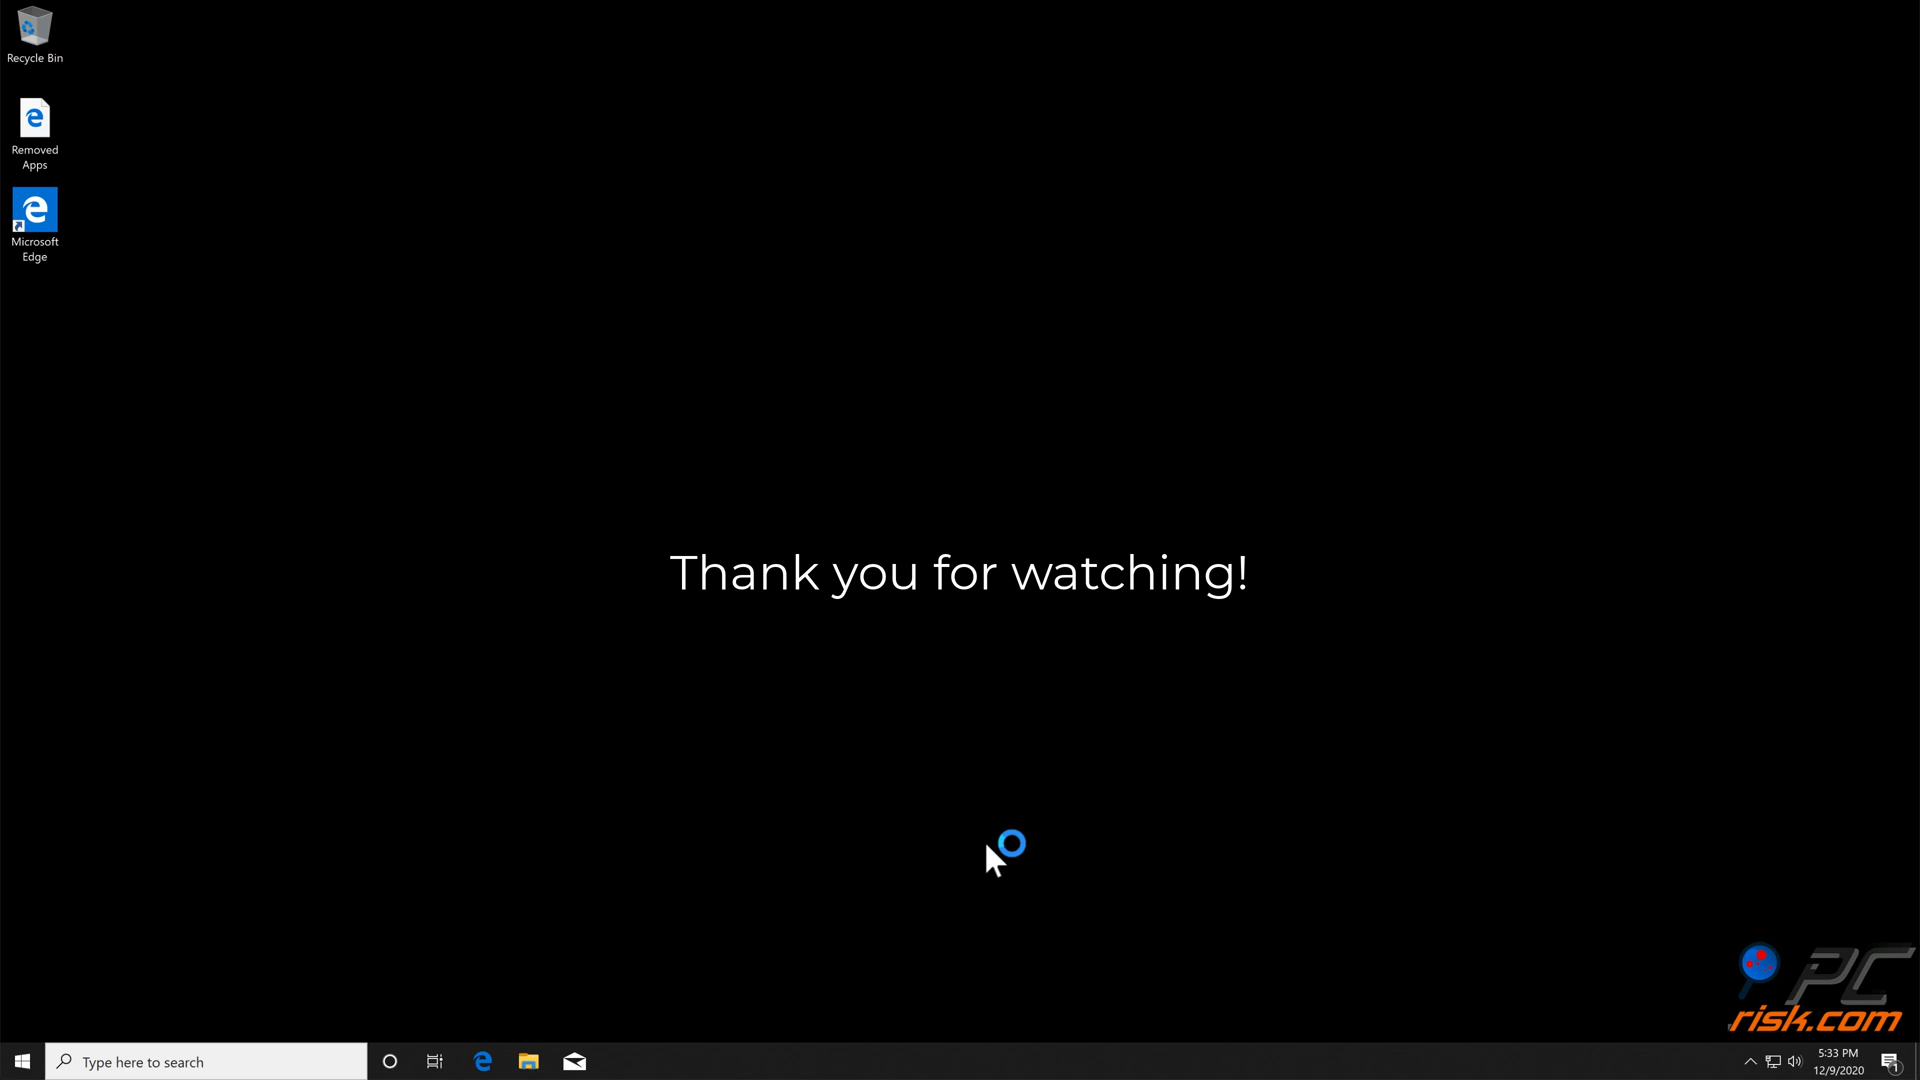 Recycle Bin
Removed
Apps
Microsoft
Edge
Thank you for watching!
PC
risk.com
Type here to search
5:33 PM
12/9/2020
1